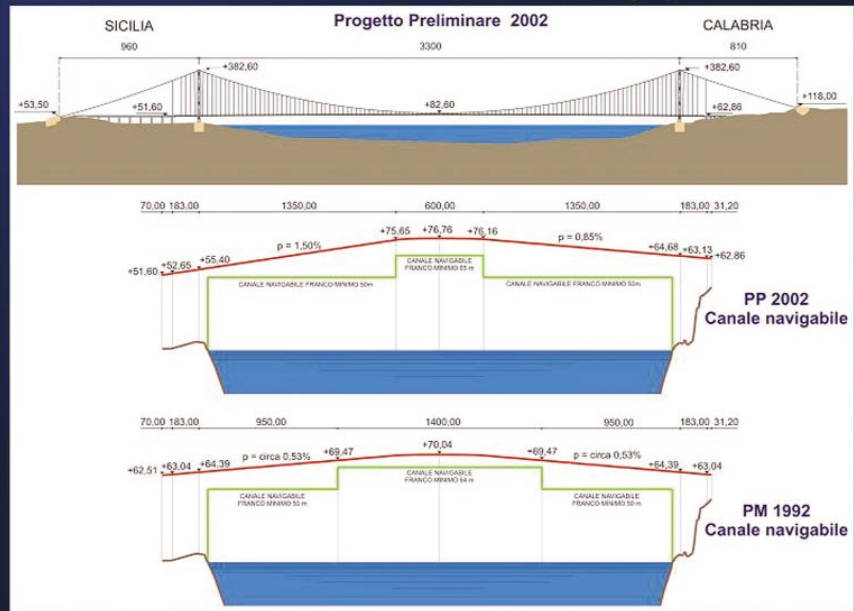 Progetto Preliminare 2002
SICILIA
CALABRIA
960
3300
810
+382,60
+382,60
+53,50
+51,60
+82,60
+62,86
+118,00
70,00 183,00 1350,00 600,00 1350,00 183,00 31,20
+75,65 +76,76 +76,16
p = 1,50%
p = 0,85%
+51,60 +52,65 +55,40
+64,68 +63,13
+62,86
CANALE NAVIGABILE
FRANCO MINIMO 65 m
CANALE NAVIGABILE FRANCO MINIMO 50m
CANALE NAVIGABILE FRANCO MINIMO 50m
PP 2002
Canale navigabile
70,00 183,00 950,00 1400,00 950,00 183,00 31,20
+62,51 +63,04 +64,39
p = circa 0,53%
+69,47
+70,04
+69,47
p = circa 0,53%
+64,39 +63,04
CANALE NAVIGABILE
FRANCO MINIMO 64 m
CANALE NAVIGABILE
FRANCO MINIMO 50 m
CANALE NAVIGABILE
FRANCO MINIMO 50 m
PM 1992
Canale navigabile